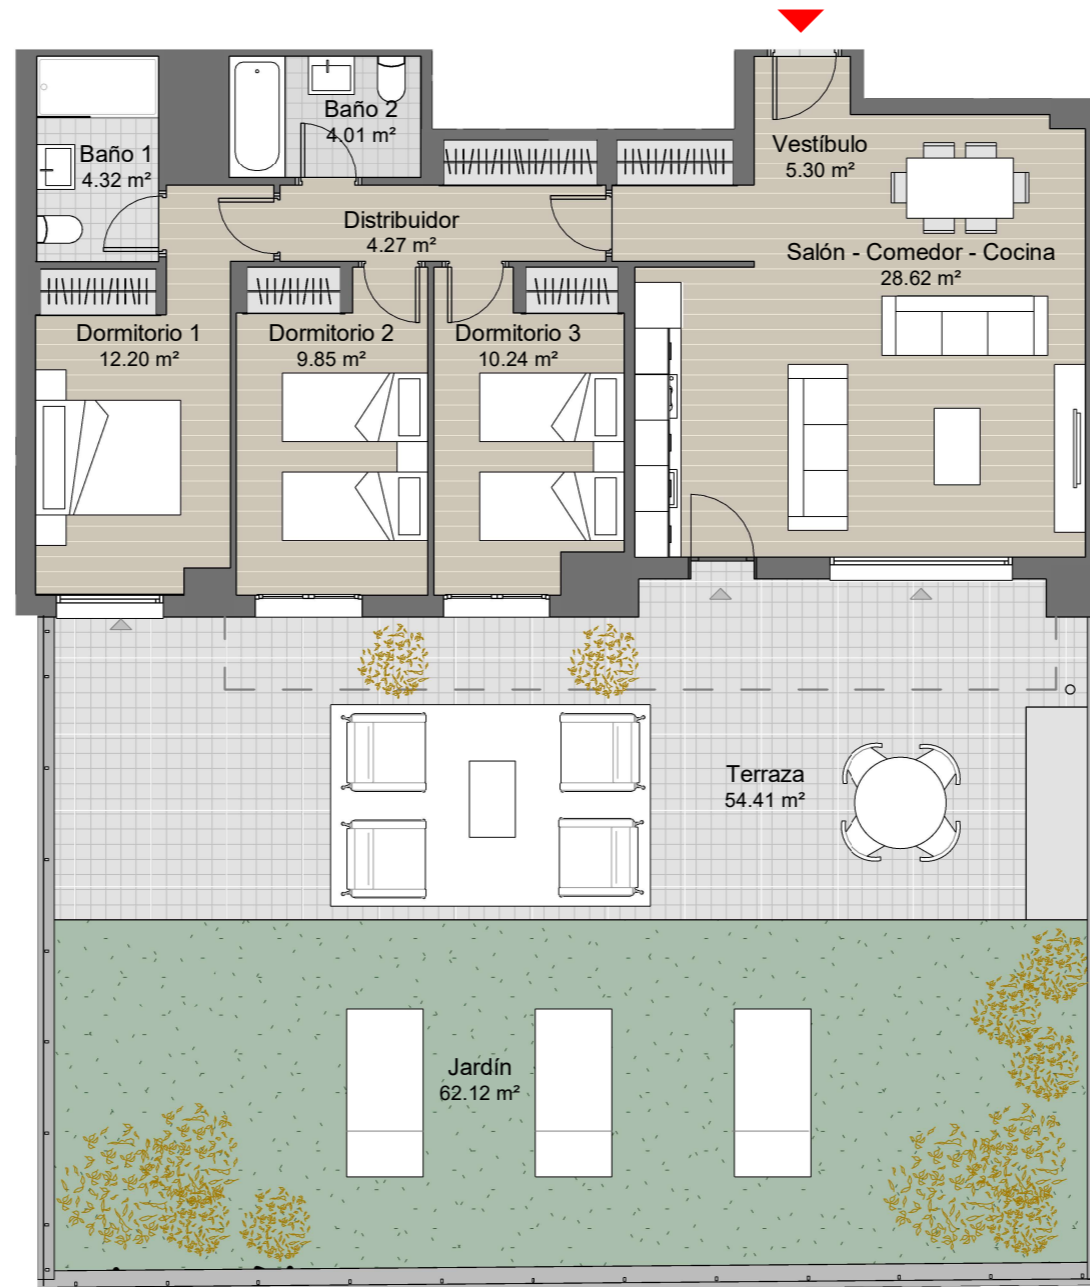 Baño 2
4.01 m²
Baño 1
4.32 m²
Vestíbulo
5.30 m²
Distribuidor
4.27 m²
Salón - Comedor - Cocina
28.62 m²
Dormitorio 1
12.20 m²
Dormitorio 2
9.85 m²
Dormitorio 3
10.24 m²
Terraza
54.41 m²
Jardín
62.12 m²